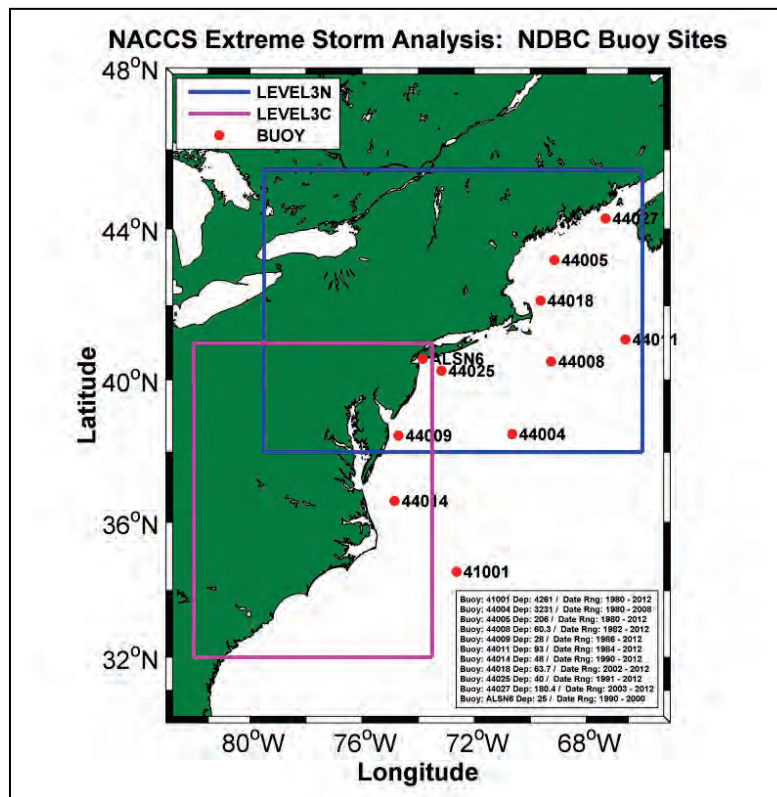 NACCS Extreme Storm Analysis: NDBC Buoy Sites
48°N
LEVEL3N
LEVEL3C
BUOY
44°N
44027
44005
44018
44011
ALSN6
44008
40°N
44025
44009
44004
44014
36°N
41001
Buoy: 41001 Dep: 4261 / Date Rng: 1980 - 2012
Buoy: 44004 Dep: 3231 / Date Rng: 1980 - 2008
Buoy: 44005 Dep: 206 / Date Rng: 1980 - 2012
Buoy: 44008 Dep: 60.3 / Date Rng: 1982 - 2012
Buoy: 44009 Dep: 28 / Date Rng: 1986 - 2012
Buoy: 44011 Dep: 93 / Date Rng: 1984 - 2012
Buoy: 44014 Dep: 48 / Date Rng: 1990 - 2012
Buoy: 44018 Dep: 63.7 / Date Rng: 2002 - 2012
Buoy: 44025 Dep: 40 / Date Rng: 1991 - 2012
Buoy: 44027 Dep: 180.4 / Date Rng: 2003 - 2012
Buoy: ALSN6 Dep: 25 / Date Rng: 1990 - 2000
32°N
80°W
76°W
72°W
68°W
Longitude
Latitude